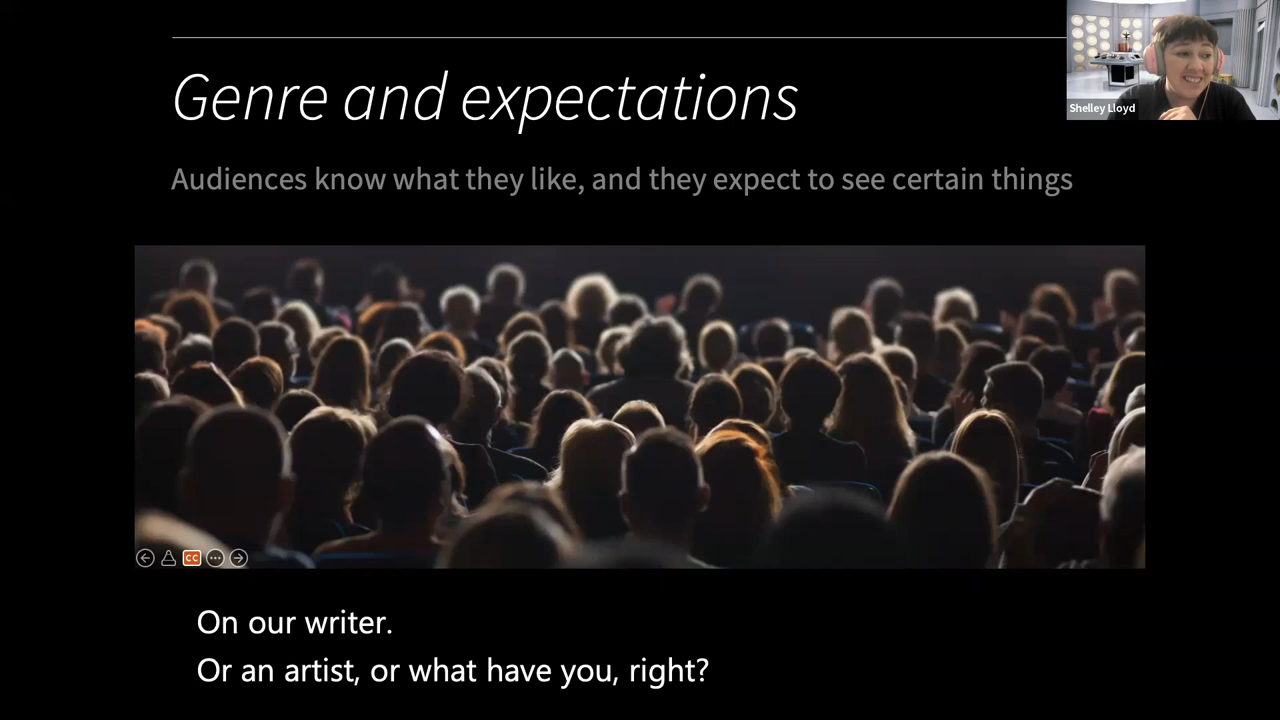 Genre and expectations
Shelley Lloyd
Audiences know what they like, and they expect to see certain things
CC
On our writer.
Or an artist, or what have you, right?